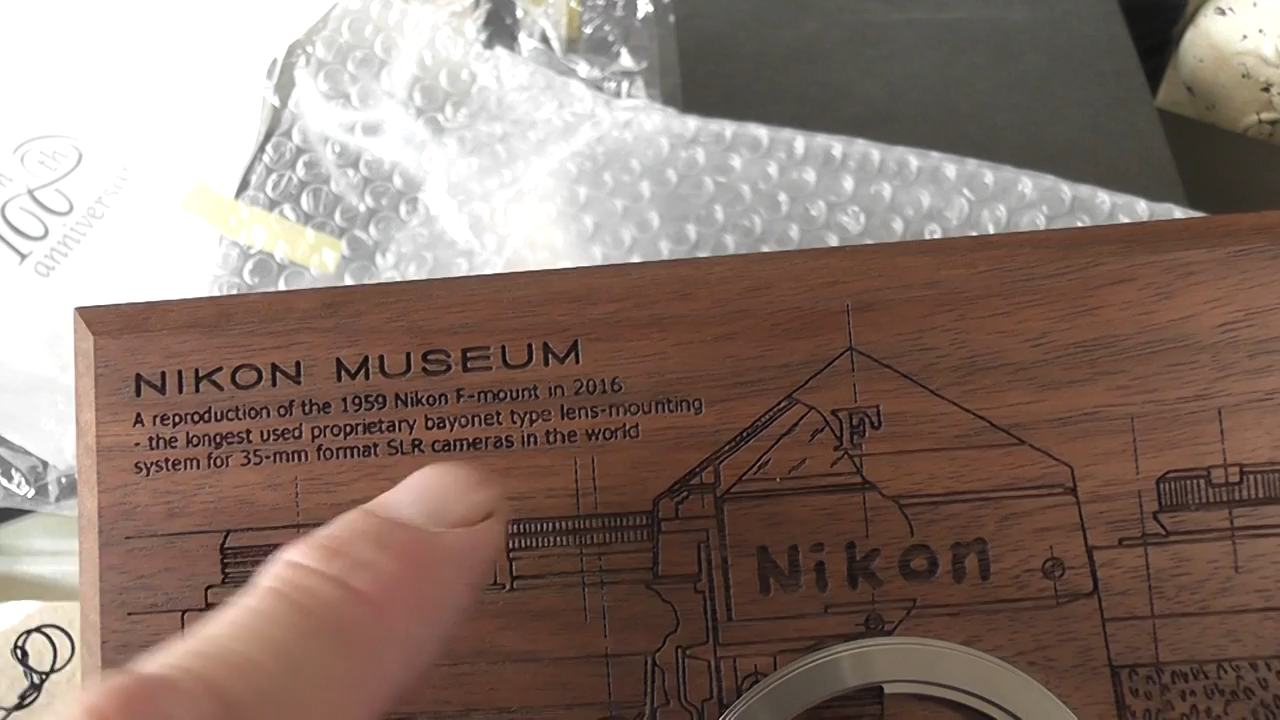 100th
anniversary
NIKON MUSEUM
A reproduction of the 1959 Nikon F-mount in 2016
- the longest used proprietary bayonet type lens-mounting
system for 35-mm format SLR cameras in the world
F
Nikon